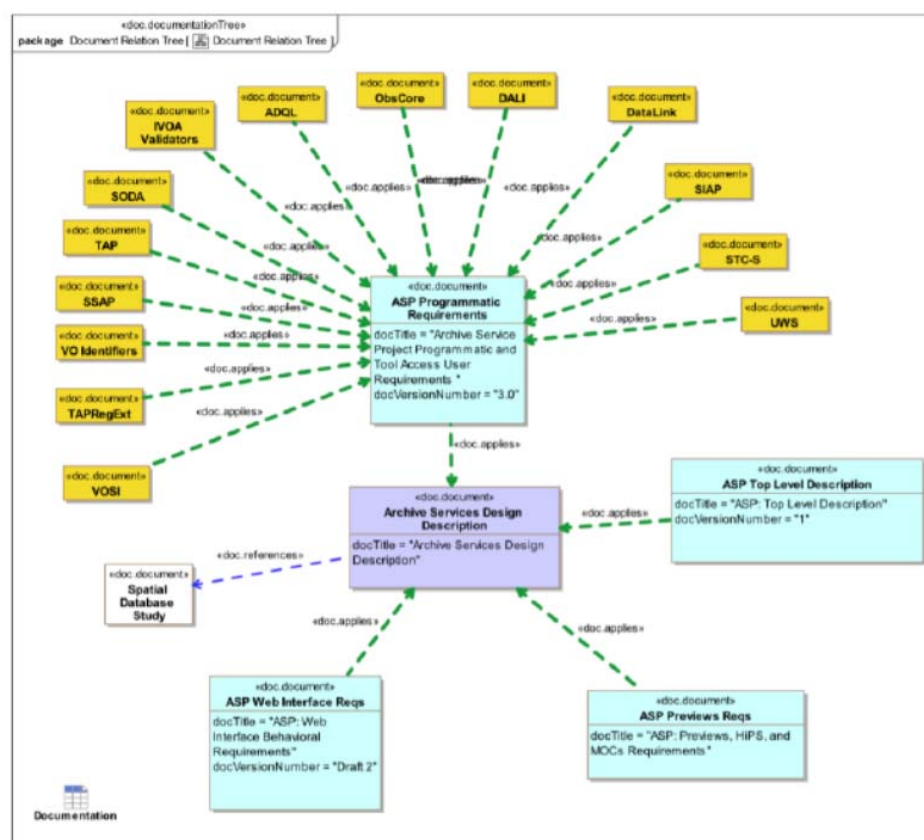 «doc.documentationTree»
package Document Relation Tree [ Document Relation Tree ]
«doc.document»
ObsCore
«doc.document»
DALI
«doc.document»
ADQL
«doc.document»
DataLink
«doc.document»
IVOA
Validators
«doc.document»
SIAP
«doc.document»
SODA
«doc.document»
TAP
«doc.document»
STC-S
«doc.document»
SSAP
«doc.document»
UWS
«doc.document»
VO Identifiers
«doc.document»
TAPRegExt
«doc.document»
VOSI
«doc.applies»
«doc.applies»
«doc.applies»
«doc.applies»
«doc.applies»
«doc.applies»
«doc.applies»
«doc.applies»
«doc.applies»
«doc.applies»
«doc.applies»
«doc.applies»
«doc.applies»
«doc.applies»
«doc.document»
ASP Programmatic
Requirements
docTitle = "Archive Service
Project Programmatic and
Tool Access User
Requirements "
docVersionNumber = "3.0"
«doc.applies»
«doc.document»
Archive Services Design
Description
docTitle = "Archive Services Design
Description"
«doc.applies»
«doc.document»
ASP Top Level Description
docTitle = "ASP: Top Level Description"
docVersionNumber = "1"
«doc.references»
«doc.document»
Spatial
Database
Study
«doc.applies»
«doc.applies»
«doc.document»
ASP Web Interface Reqs
docTitle = "ASP: Web
Interface Behavioral
Requirements"
docVersionNumber = "Draft 2"
«doc.document»
ASP Previews Reqs
docTitle = "ASP: Previews, HiPS, and
MOCs Requirements"
Documentation